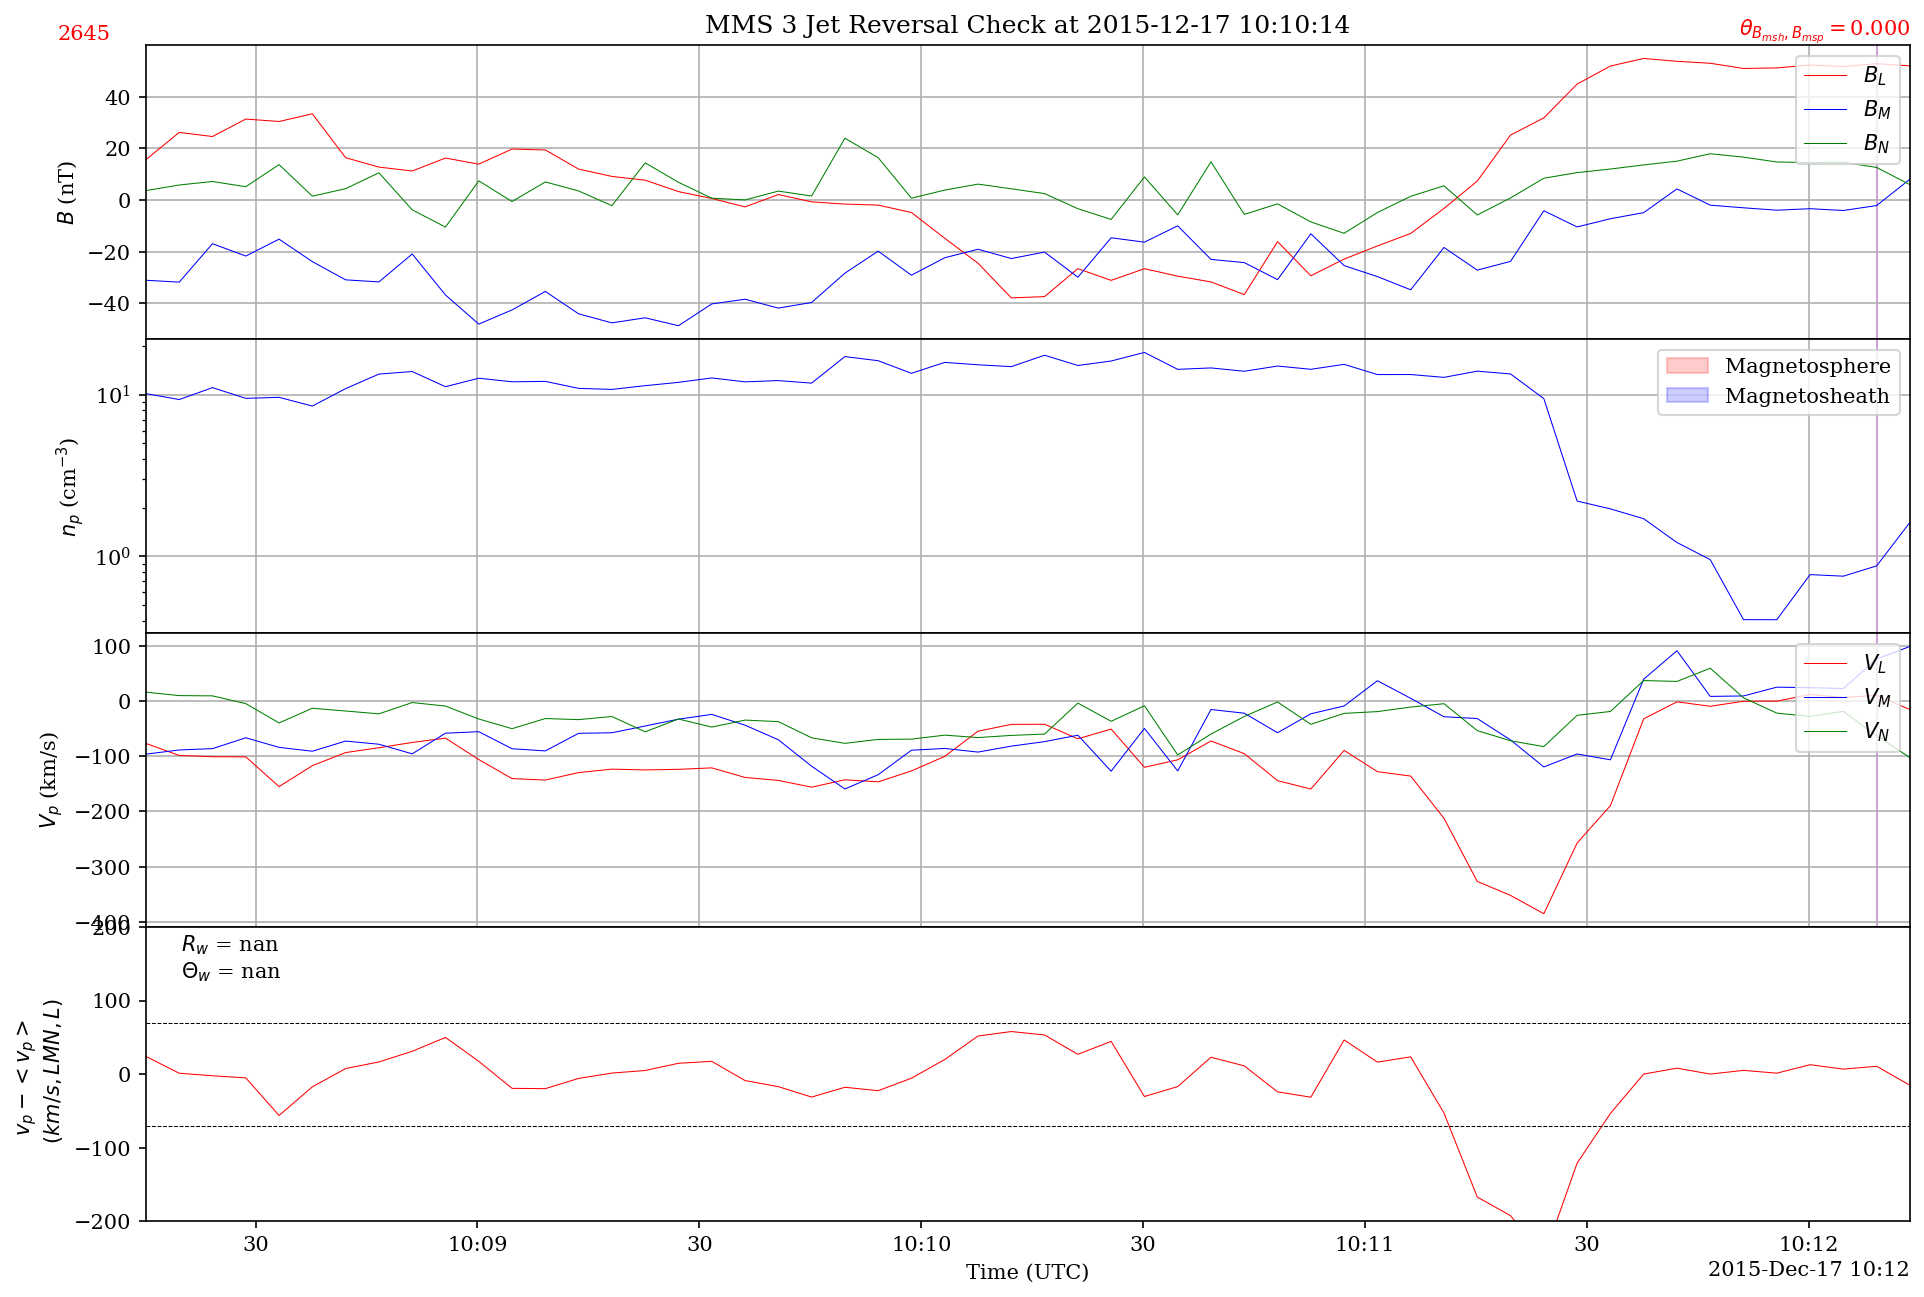 2645
MMS 3 Jet Reversal Check at 2015-12-17 10:10:14
θ_{B_{msh}, B_{msp}} = 0.000
B (nT)
40
20
0
−20
−40
B_L
B_M
B_N
n_p (cm^{−3})
10^1
10^0
Magnetosphere
Magnetosheath
V_p (km/s)
100
0
−100
−200
−300
−400
V_L
V_M
V_N
v_p − < v_p >
(km/s, LMN, L)
200
100
0
−100
−200
R_w = nan
Θ_w = nan
30 10:09 30 10:10 30 10:11 30 10:12
Time (UTC)
2015-Dec-17 10:12